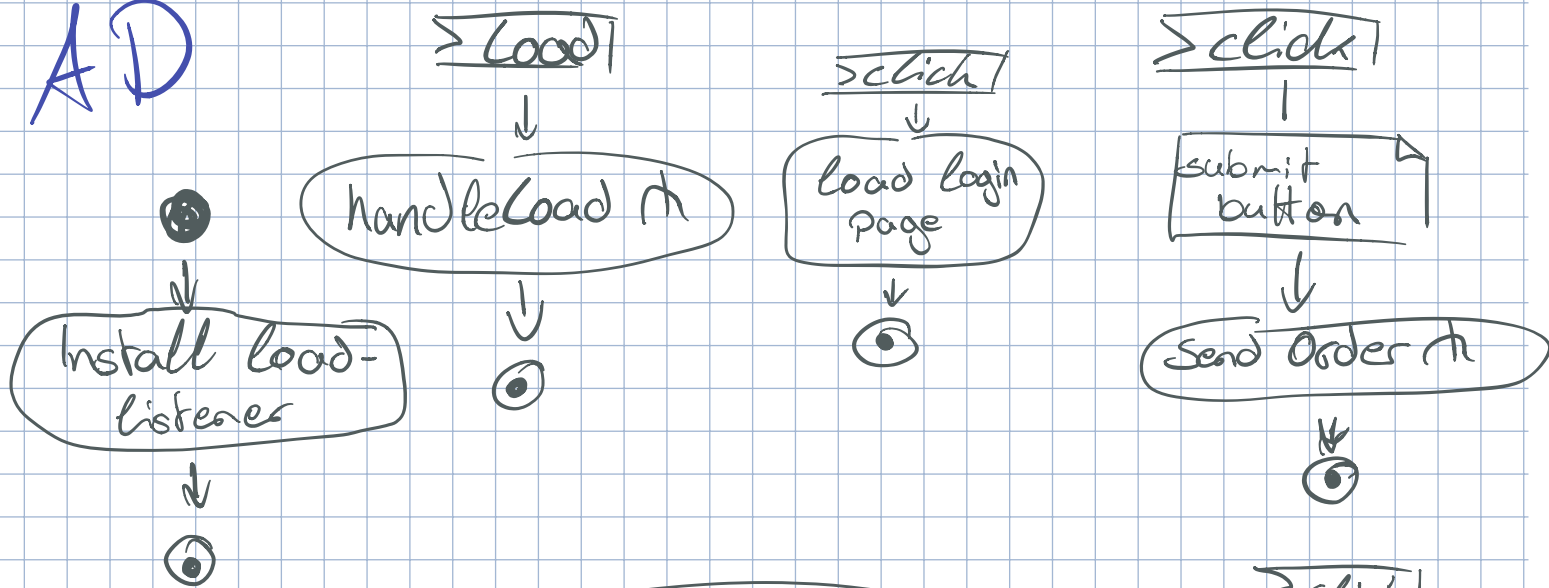 AD
Load
click
click
handleLoad
load login
page
submit
button
Install load-
listener
Send Order